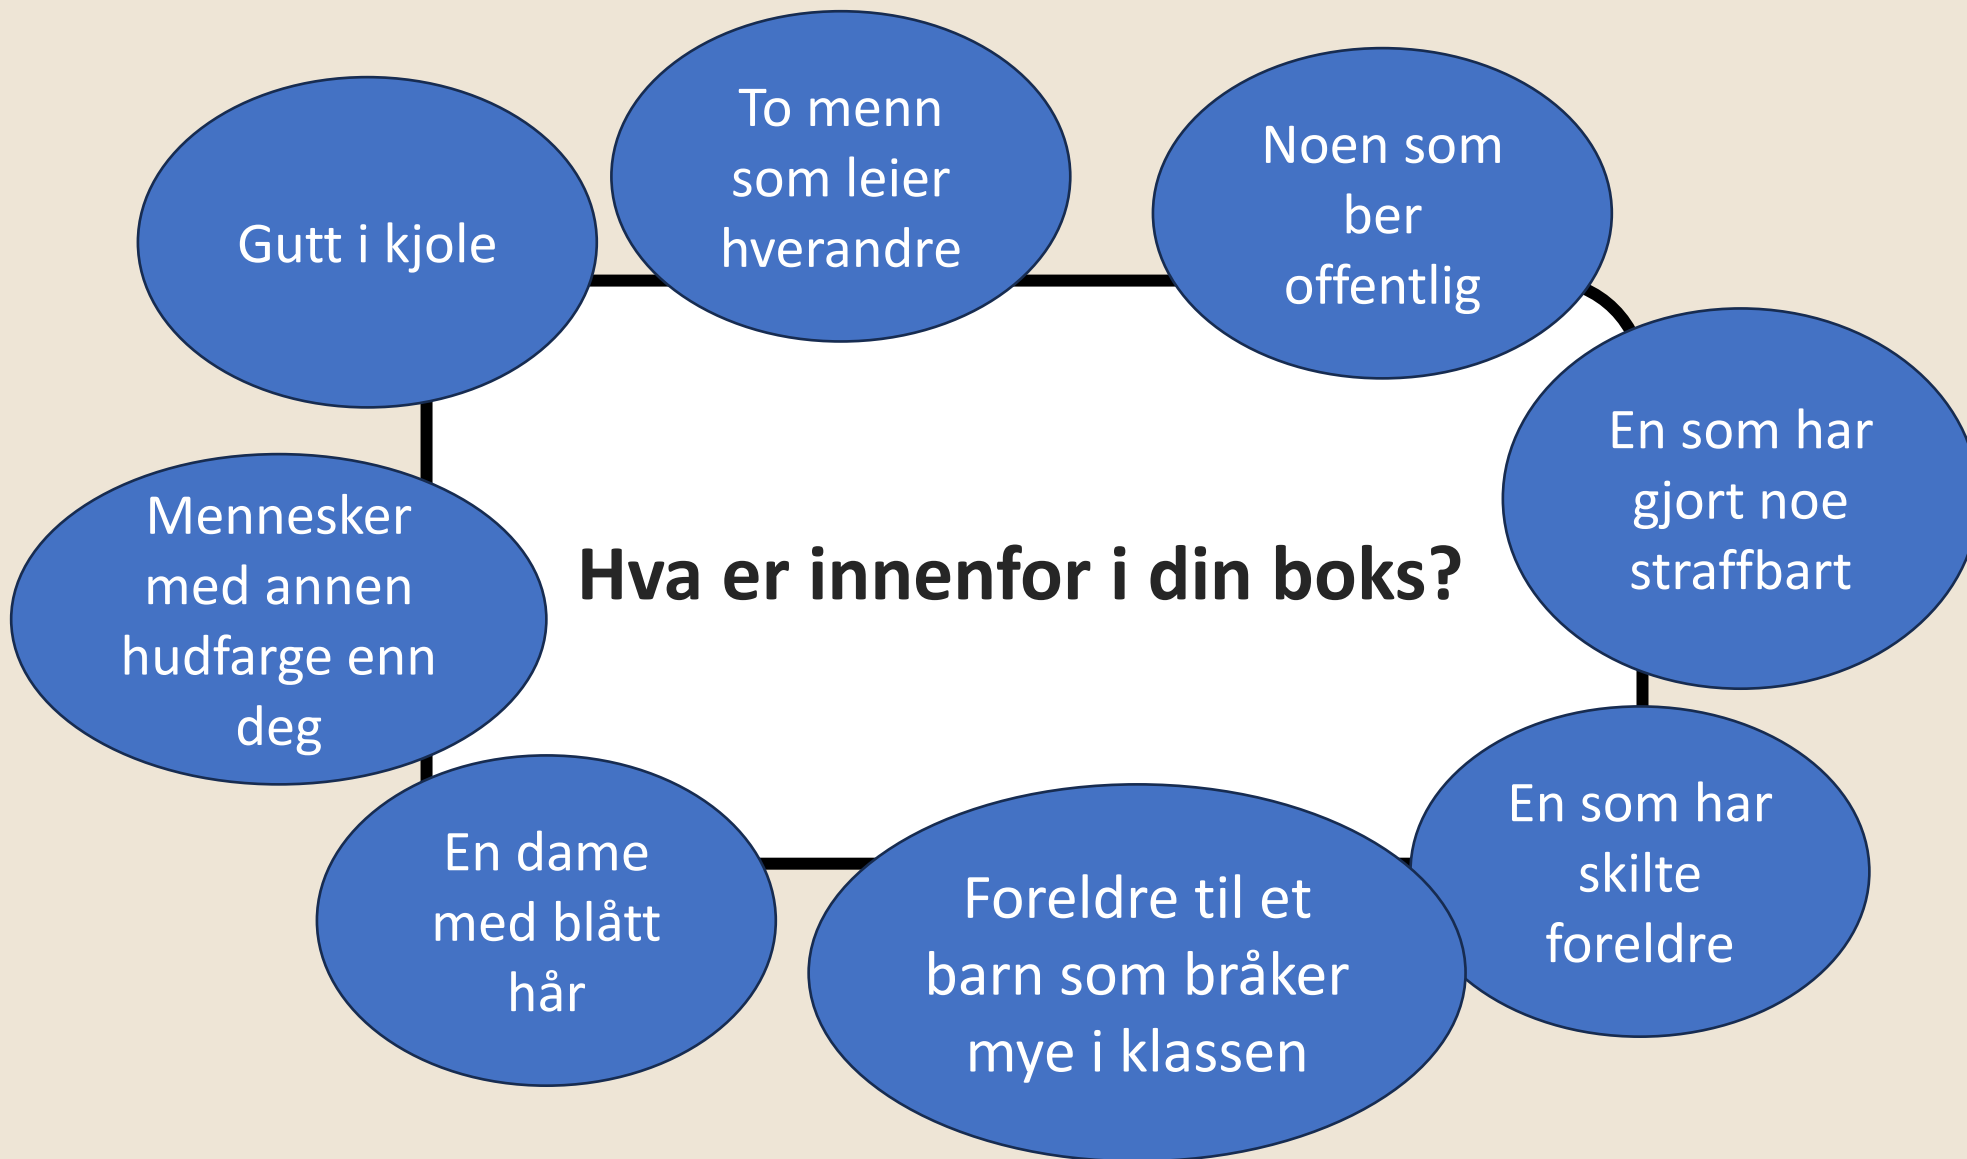 Gutt i kjole
To menn
som leier
hverandre
Noen som
ber
offentlig
En som har
gjort noe
straffbart
Mennesker
med annen
hudfarge enn
deg
Hva er innenfor i din boks?
En dame
med blått
hår
Foreldre til et
barn som bråker
mye i klassen
En som har
skilte
foreldre